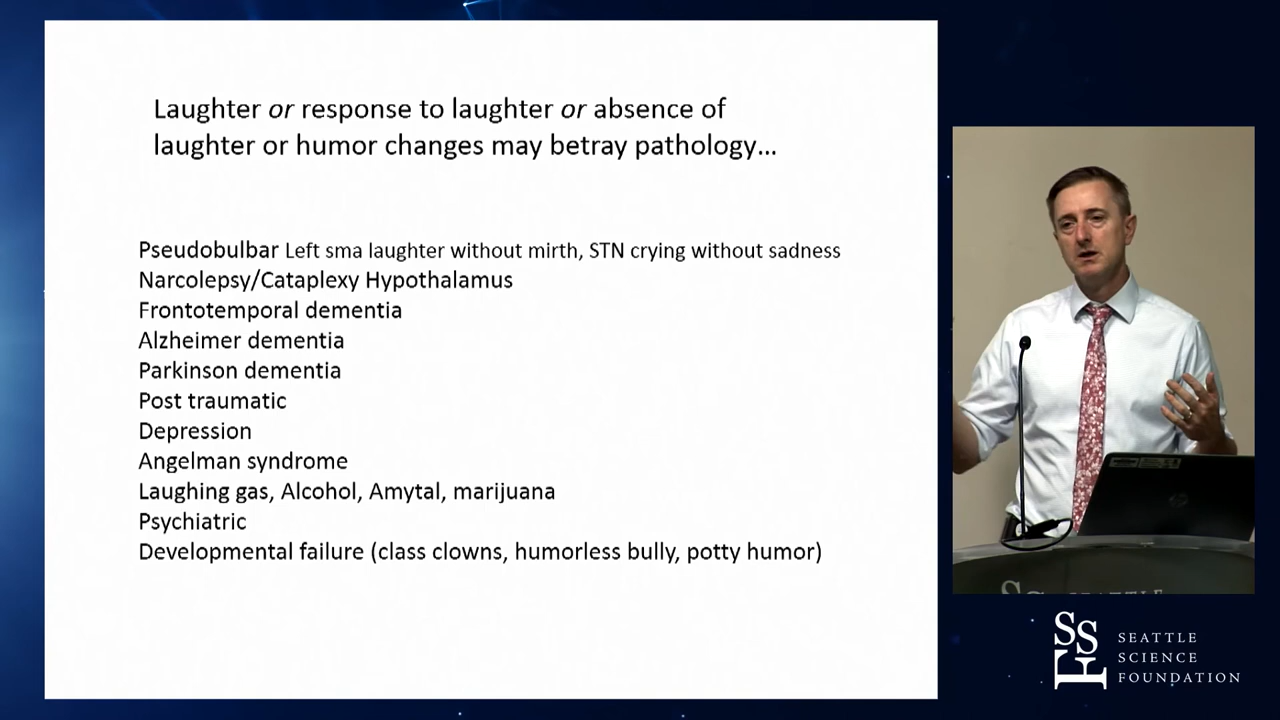 Laughter or response to laughter or absence of
laughter or humor changes may betray pathology...
Pseudobulbar Left sma laughter without mirth, STN crying without sadness
Narcolepsy/Cataplexy Hypothalamus
Frontotemporal dementia
Alzheimer dementia
Parkinson dementia
Post traumatic
Depression
Angelman syndrome
Laughing gas, Alcohol, Amytal, marijuana
Psychiatric
Developmental failure (class clowns, humorless bully, potty humor)
SSF
SEATTLE
SCIENCE
FOUNDATION